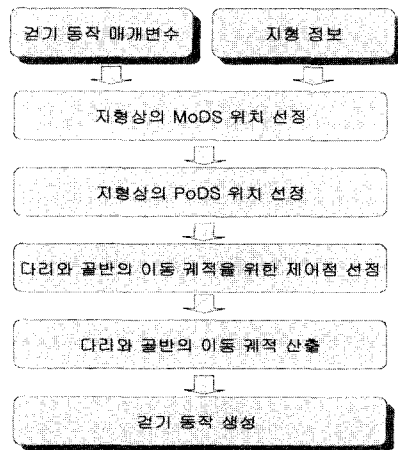 걷기 동작 매개변수
지형 정보
지형상의 MoDS 위치 선정
지형상의 PoDS 위치 선정
다리와 골반의 이동 궤적을 위한 제어점 선정
다리와 골반의 이동 궤적 산출
걷기 동작 생성